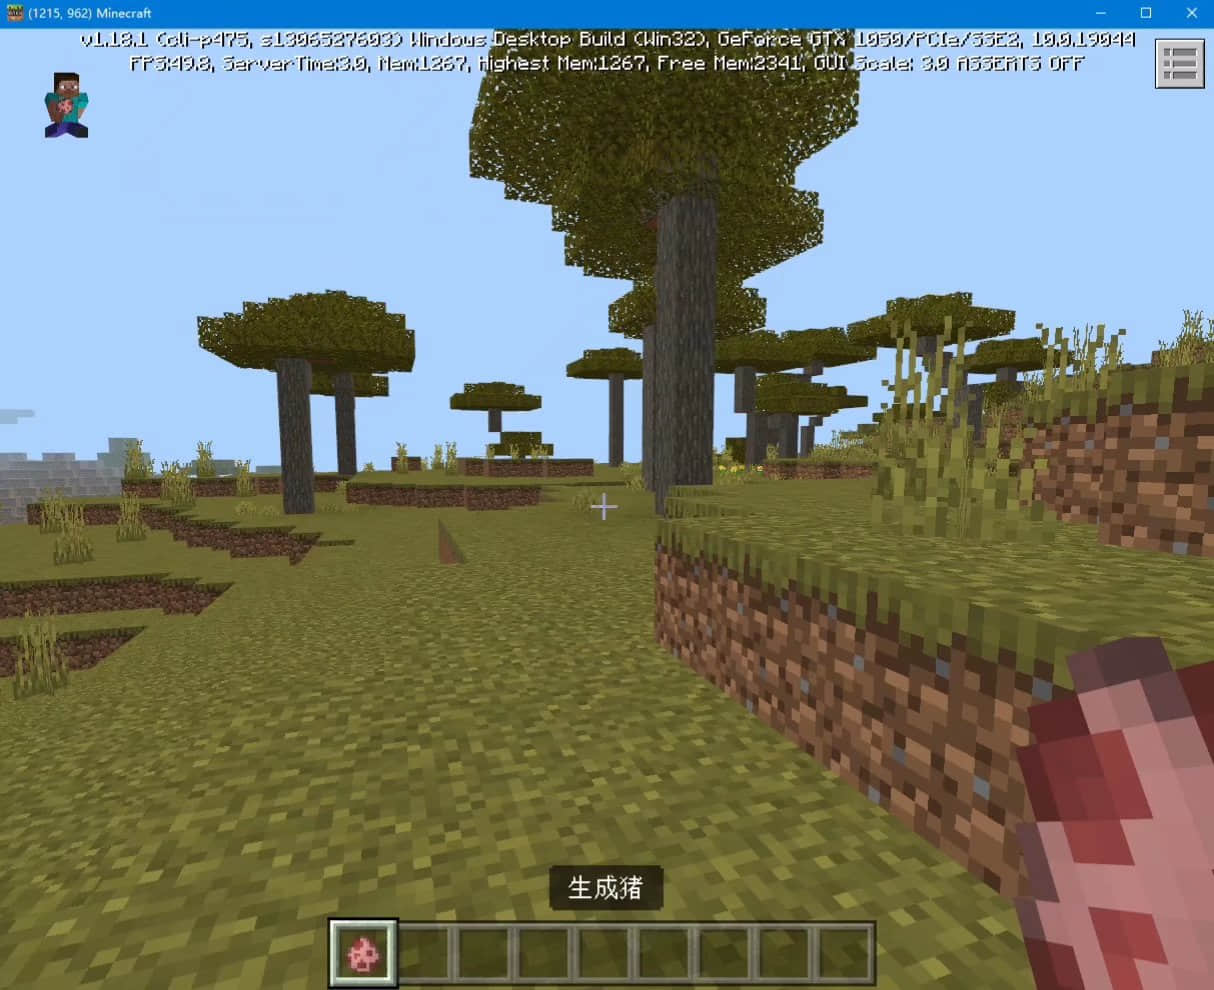 (1215, 962) Minecraft
v1.18.1 (cli-p475, s1306527603) Windows Desktop Build (Win32), GeForce GTX 1050/PCIe/SSE2, 10.0.19044
FPS:49.8, ServerTime:3.0, Mem:1267, Highest Mem:1267, Free Mem:2341, GUI Scale: 3.0 ASSERTS OFF
生成猪